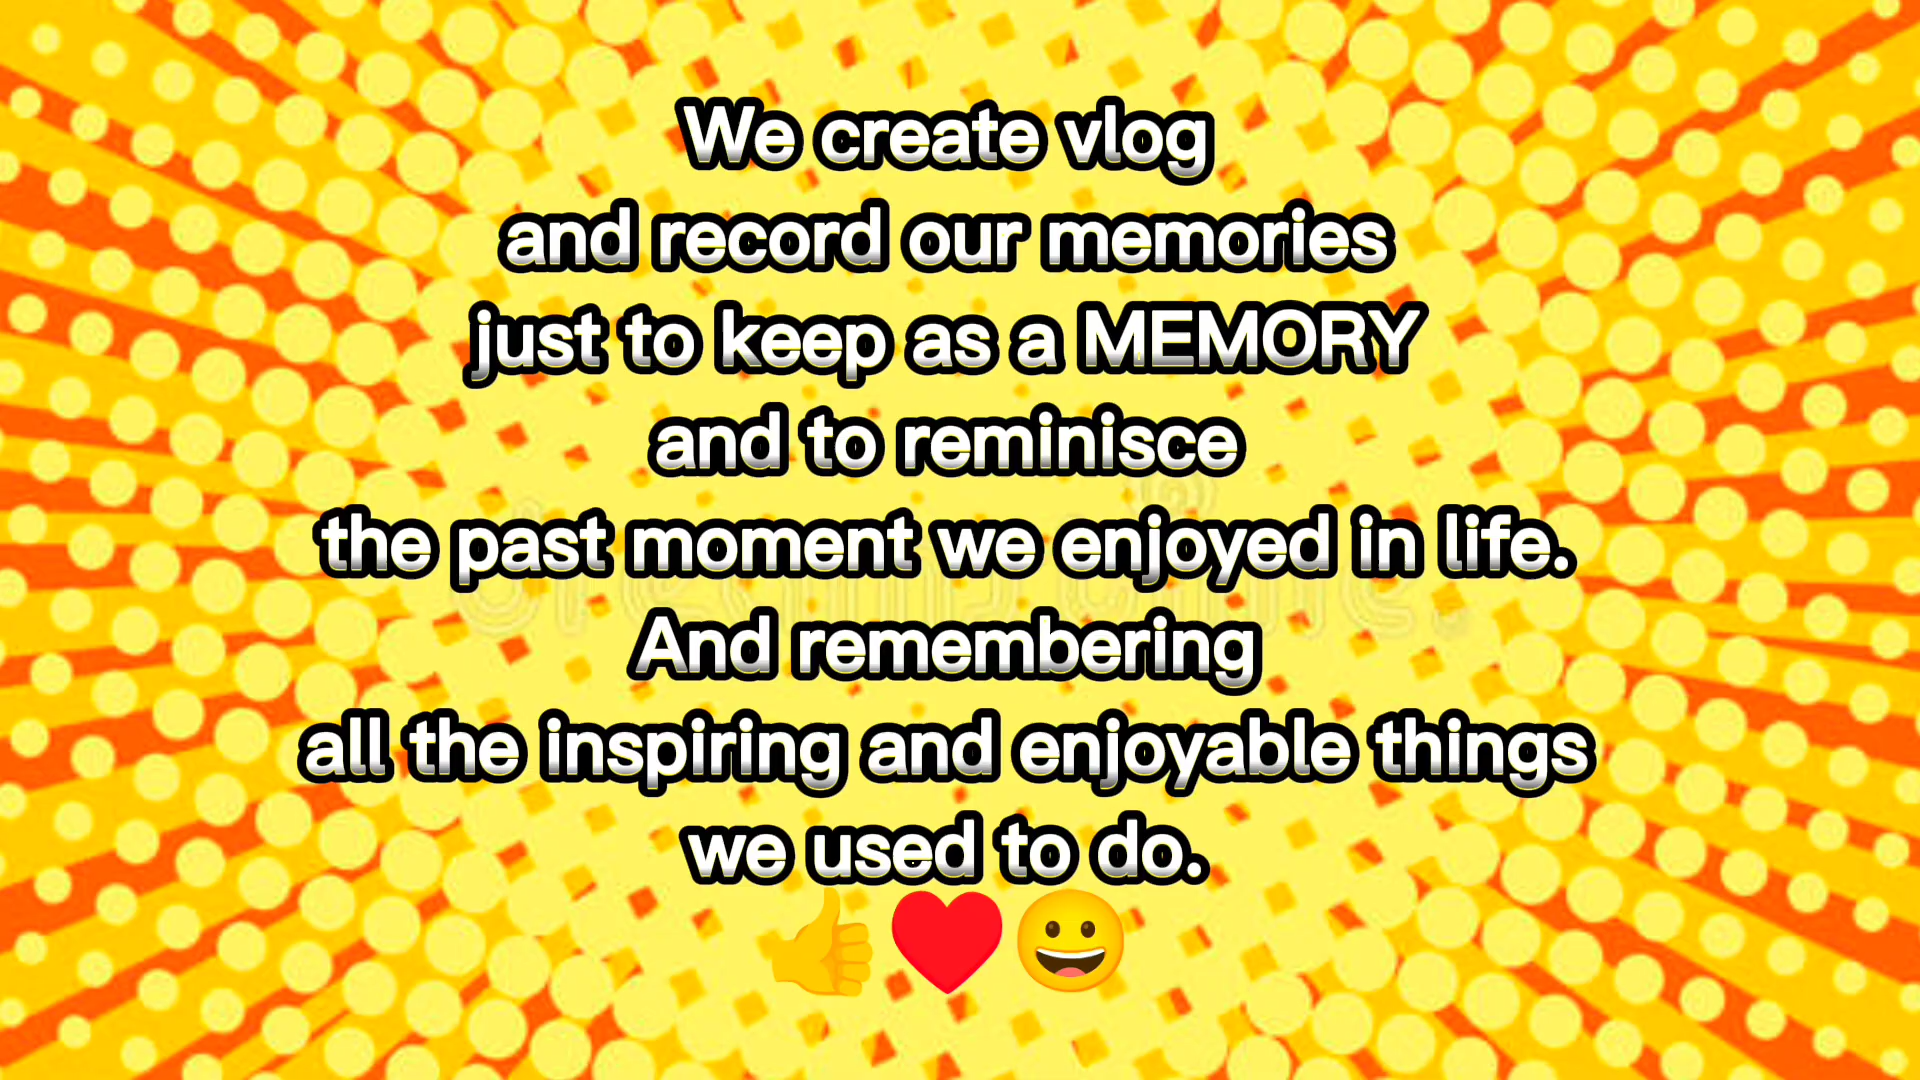 We create vlog
and record our memories
just to keep as a MEMORY
and to reminisce
the past moment we enjoyed in life.
And remembering
all the inspiring and enjoyable things
we used to do.
👍❤️😀